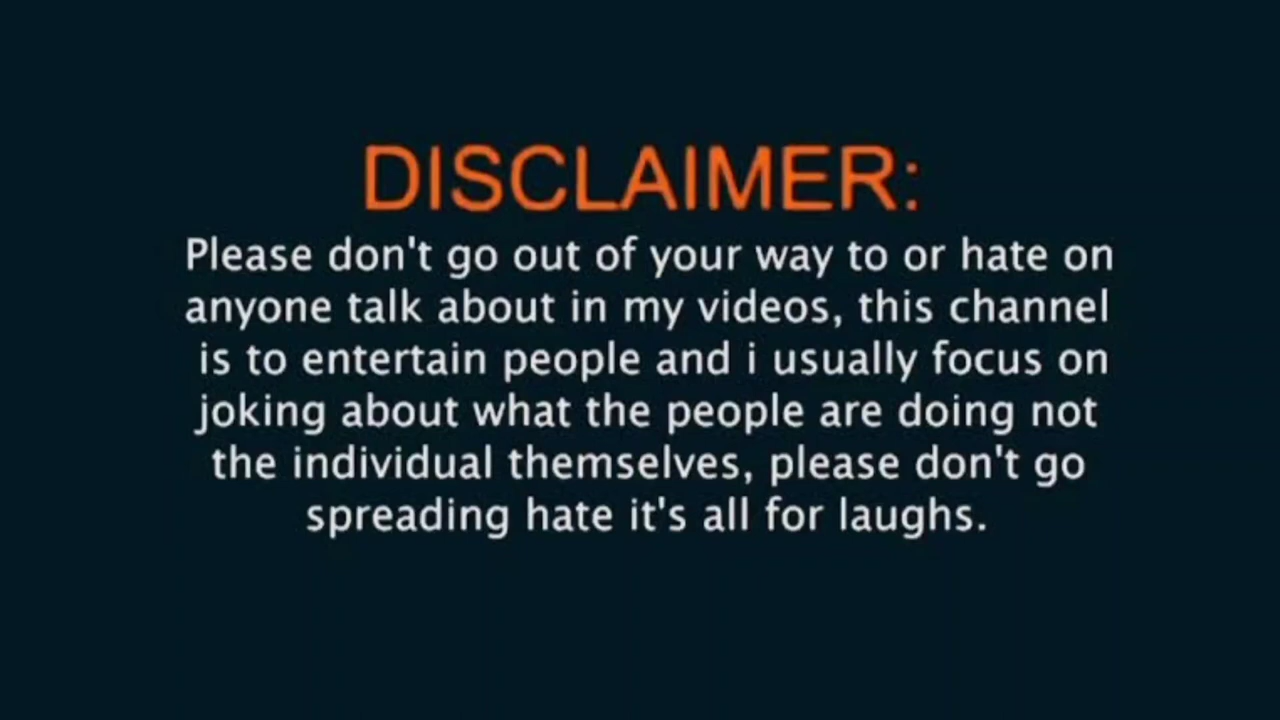 DISCLAIMER:
Please don't go out of your way to or hate on
anyone talk about in my videos, this channel
is to entertain people and i usually focus on
joking about what the people are doing not
the individual themselves, please don't go
spreading hate it's all for laughs.